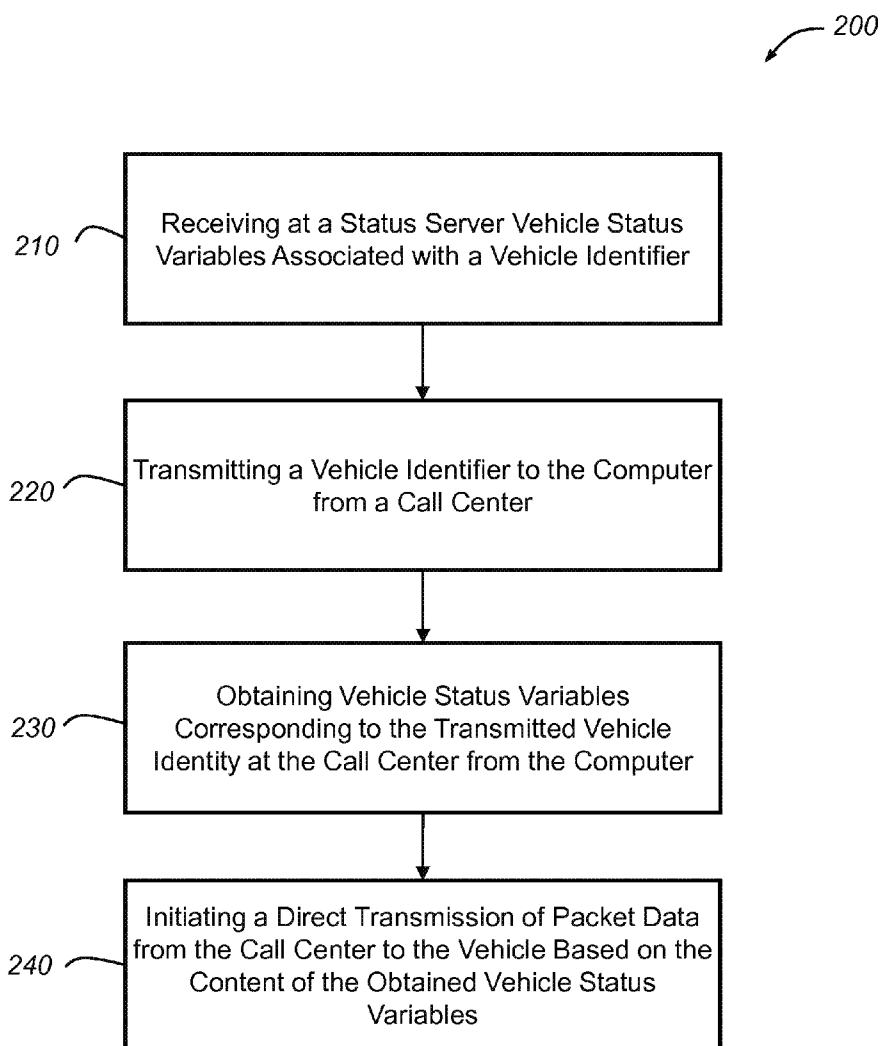 200
210
Receiving at a Status Server Vehicle Status
Variables Associated with a Vehicle Identifier
220
Transmitting a Vehicle Identifier to the Computer
from a Call Center
230
Obtaining Vehicle Status Variables
Corresponding to the Transmitted Vehicle
Identity at the Call Center from the Computer
240
Initiating a Direct Transmission of Packet Data
from the Call Center to the Vehicle Based on the
Content of the Obtained Vehicle Status
Variables